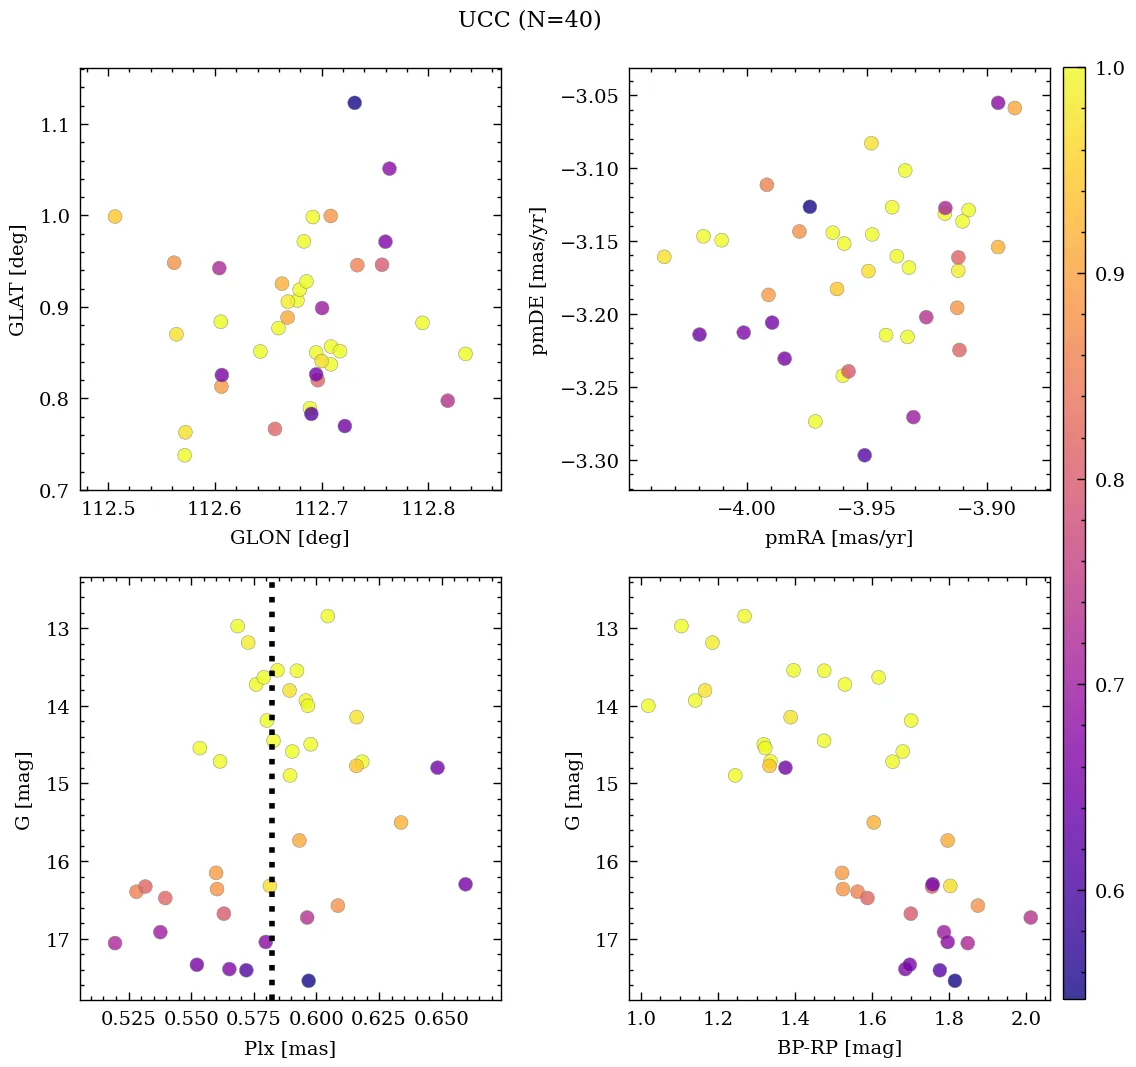 UCC (N=40)
1.1
1.0
0.9
0.8
0.7
GLAT [deg]
112.5 112.6 112.7 112.8
GLON [deg]
−3.05
−3.10
−3.15
−3.20
−3.25
−3.30
pmDE [mas/yr]
−4.00 −3.95 −3.90
pmRA [mas/yr]
13
14
15
16
17
G [mag]
0.525 0.550 0.575 0.600 0.625 0.650
Plx [mas]
13
14
15
16
17
G [mag]
1.0 1.2 1.4 1.6 1.8 2.0
BP-RP [mag]
1.0
0.9
0.8
0.7
0.6